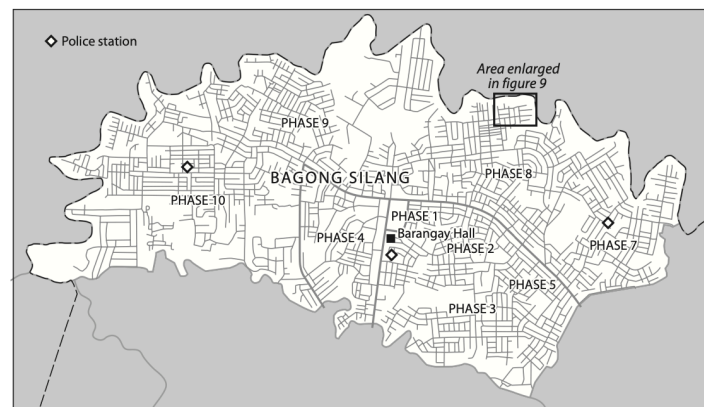 Police station
Area enlarged
in figure 9
PHASE 9
BAGONG SILANG
PHASE 8
PHASE 10
PHASE 1
Barangay Hall
PHASE 4
PHASE 2
PHASE 7
PHASE 5
PHASE 3